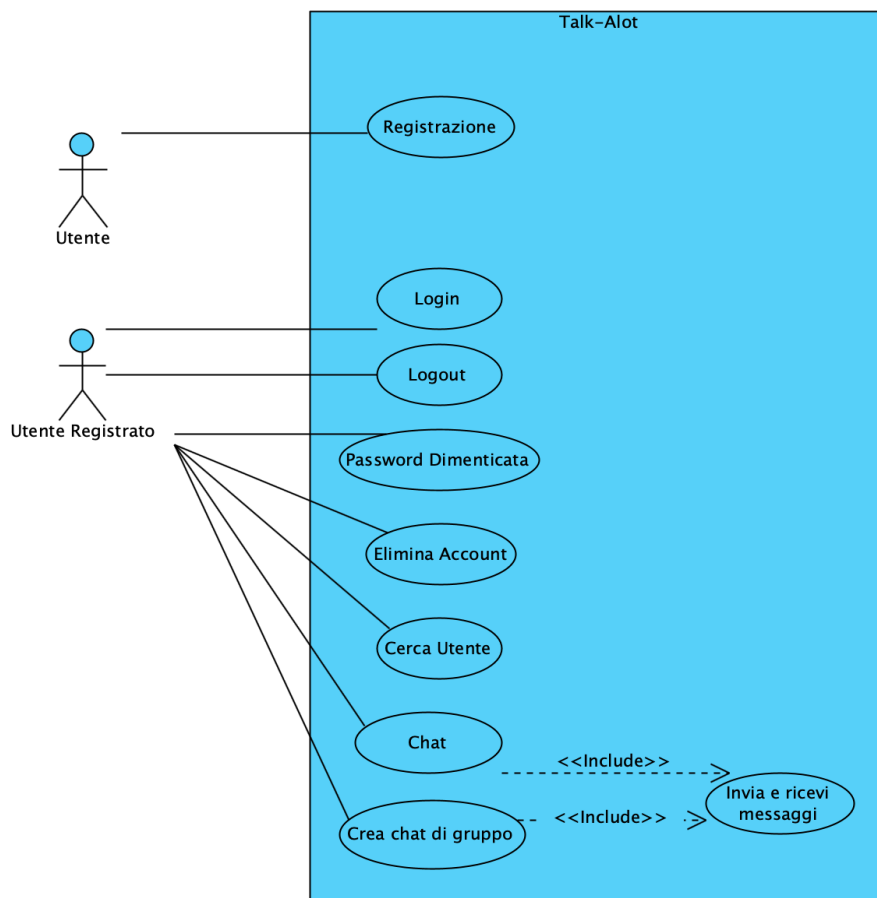 Talk-Alot
Registrazione
Utente
Login
Logout
Utente Registrato
Password Dimenticata
Elimina Account
Cerca Utente
Chat
<<Include>>
Invia e ricevi
messaggi
Crea chat di gruppo
<<Include>>